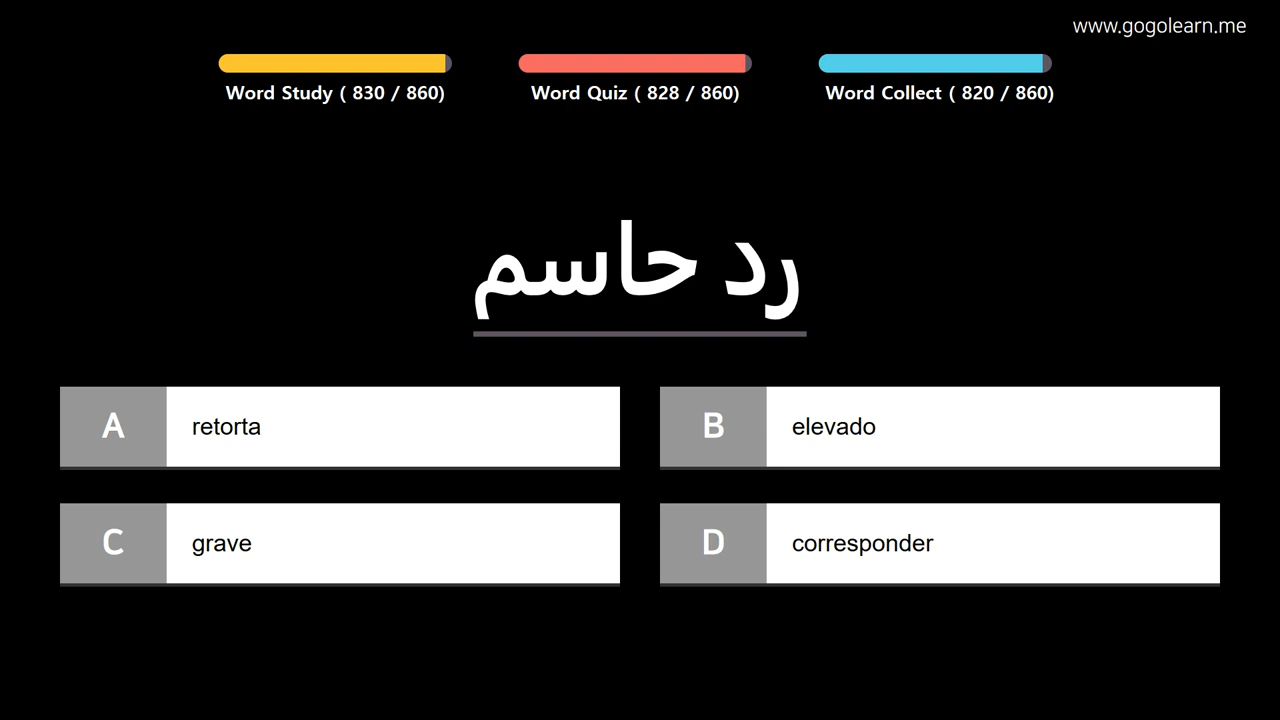 www.gogolearn.me
Word Study ( 830 / 860)
Word Quiz ( 828 / 860)
Word Collect ( 820 / 860)
رد حاسم
A retorta
B elevado
C grave
D corresponder